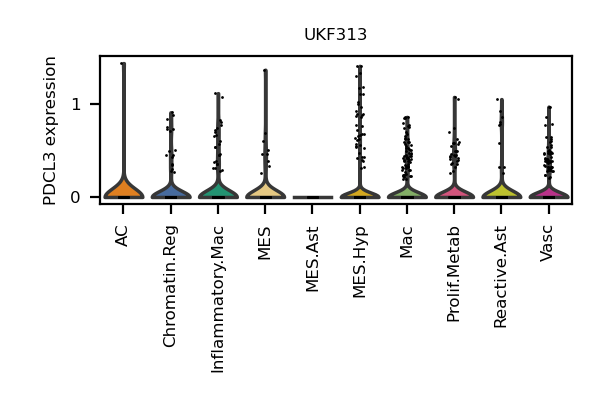 UKF313
PDCL3 expression
1
0
AC
Chromatin.Reg
Inflammatory.Mac
MES
MES.Ast
MES.Hyp
Mac
Prolif.Metab
Reactive.Ast
Vasc